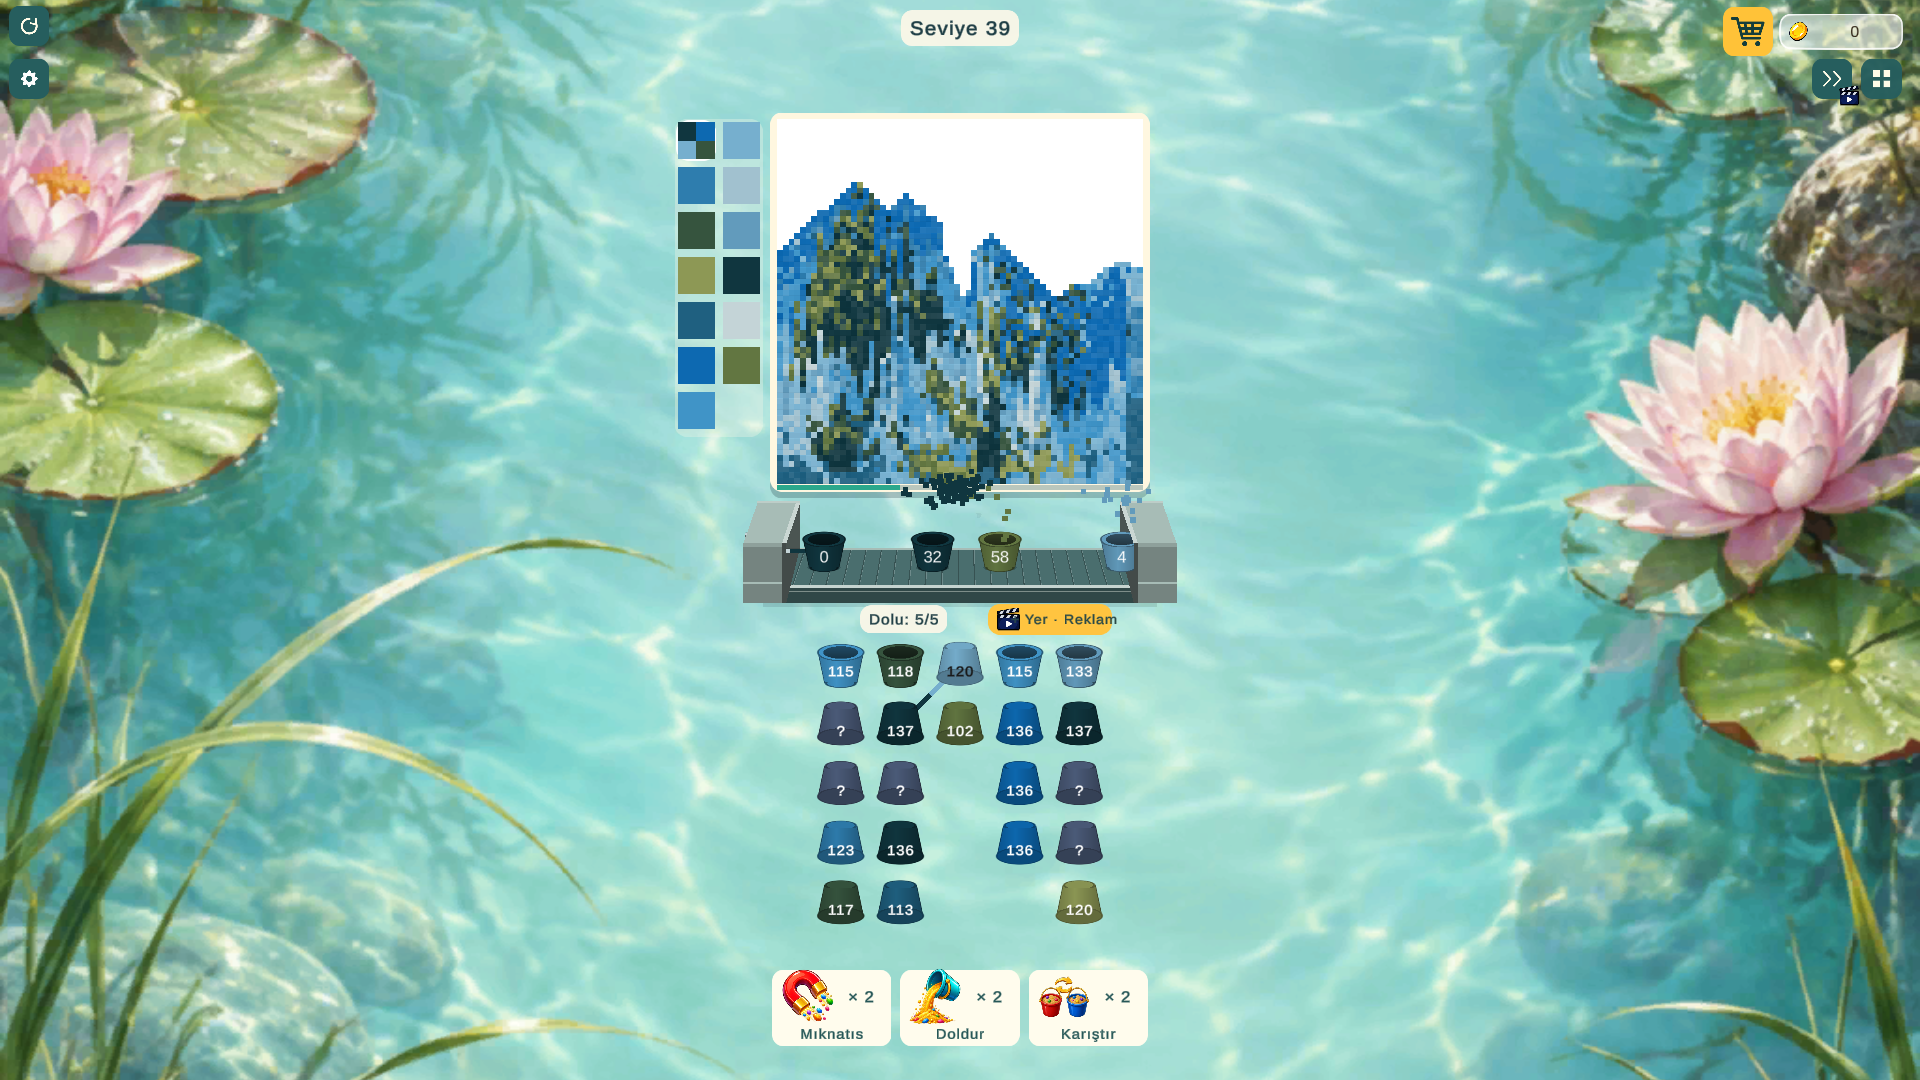 Seviye 39
0
0
32
58
4
Dolu: 5/5
Yer · Reklam
115 118 120 115 133
? 137 102 136 137
? ? 136 ?
123 136 136 ?
117 113 120
× 2
Mıknatıs
× 2
Doldur
× 2
Karıştır